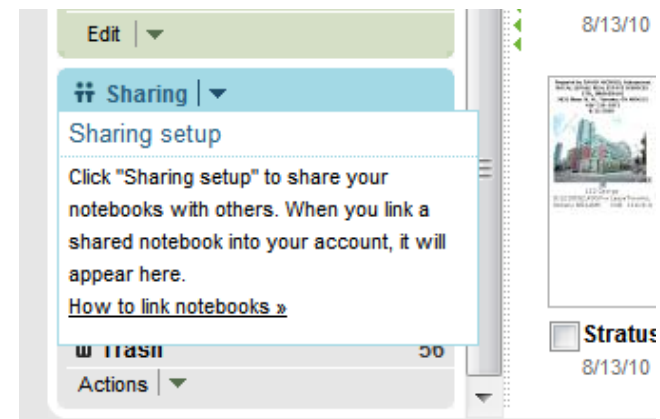 Edit
8/13/10
Sharing
Sharing setup
Click "Sharing setup" to share your
notebooks with others. When you link a
shared notebook into your account, it will
appear here.
How to link notebooks »
Trash 56
Actions
Stratus
8/13/10